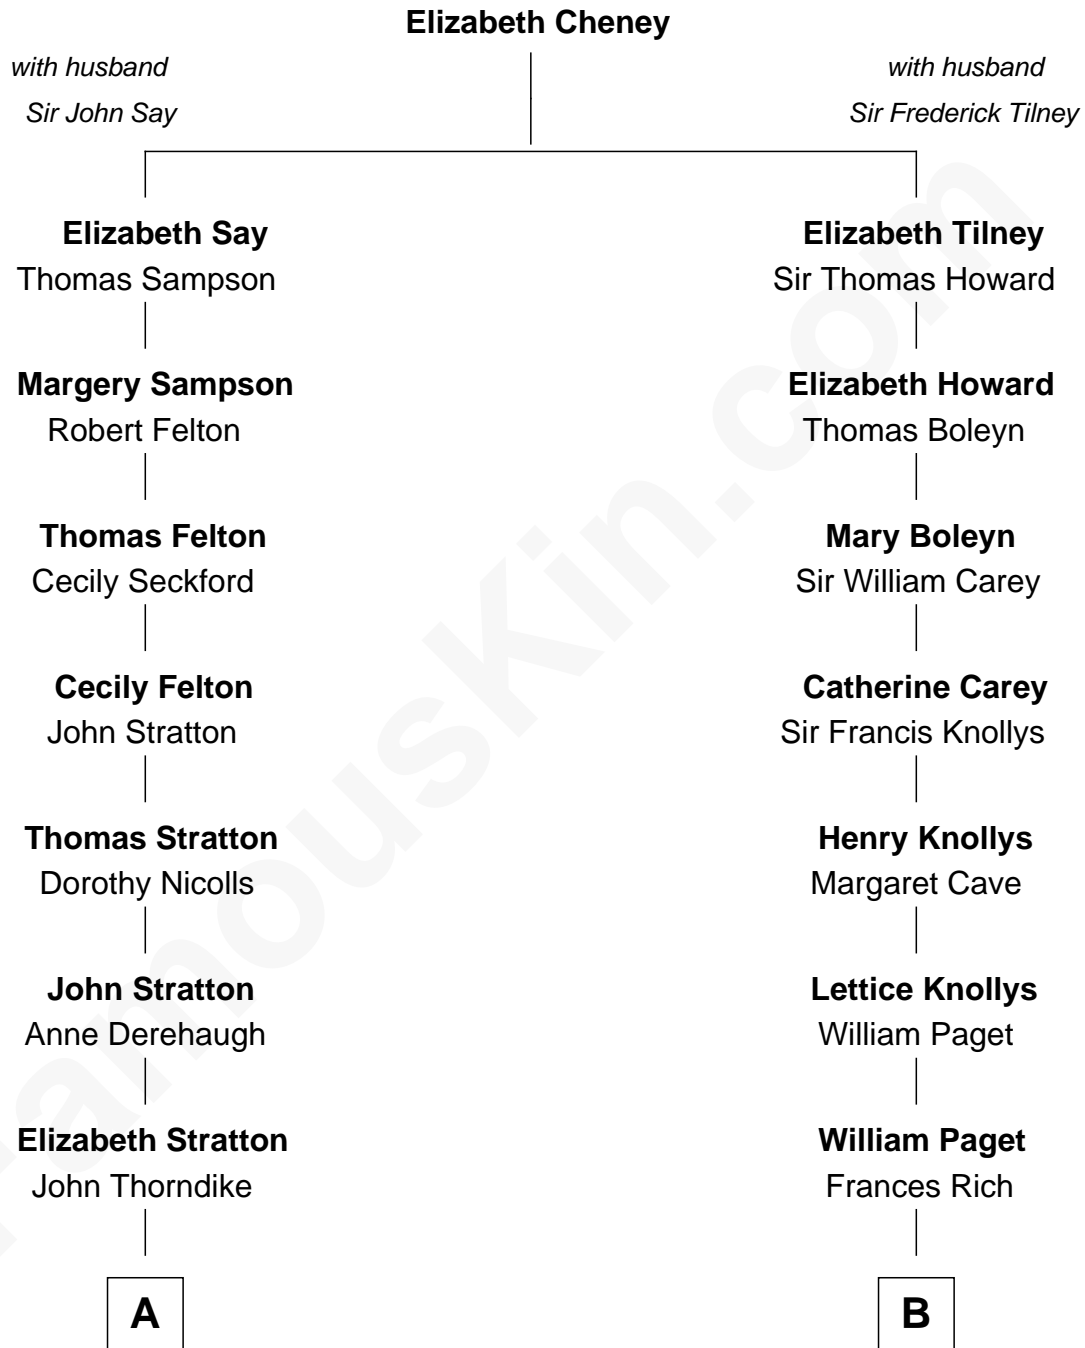 Elizabeth Cheney
with husband
Sir John Say
with husband
Sir Frederick Tilney
Elizabeth Say
Thomas Sampson
Elizabeth Tilney
Sir Thomas Howard
Margery Sampson
Robert Felton
Elizabeth Howard
Thomas Boleyn
Thomas Felton
Cecily Seckford
Mary Boleyn
Sir William Carey
Cecily Felton
John Stratton
Catherine Carey
Sir Francis Knollys
Thomas Stratton
Dorothy Nicolls
Henry Knollys
Margaret Cave
John Stratton
Anne Derehaugh
Lettice Knollys
William Paget
Elizabeth Stratton
John Thorndike
William Paget
Frances Rich
A
B
FamousKin.com